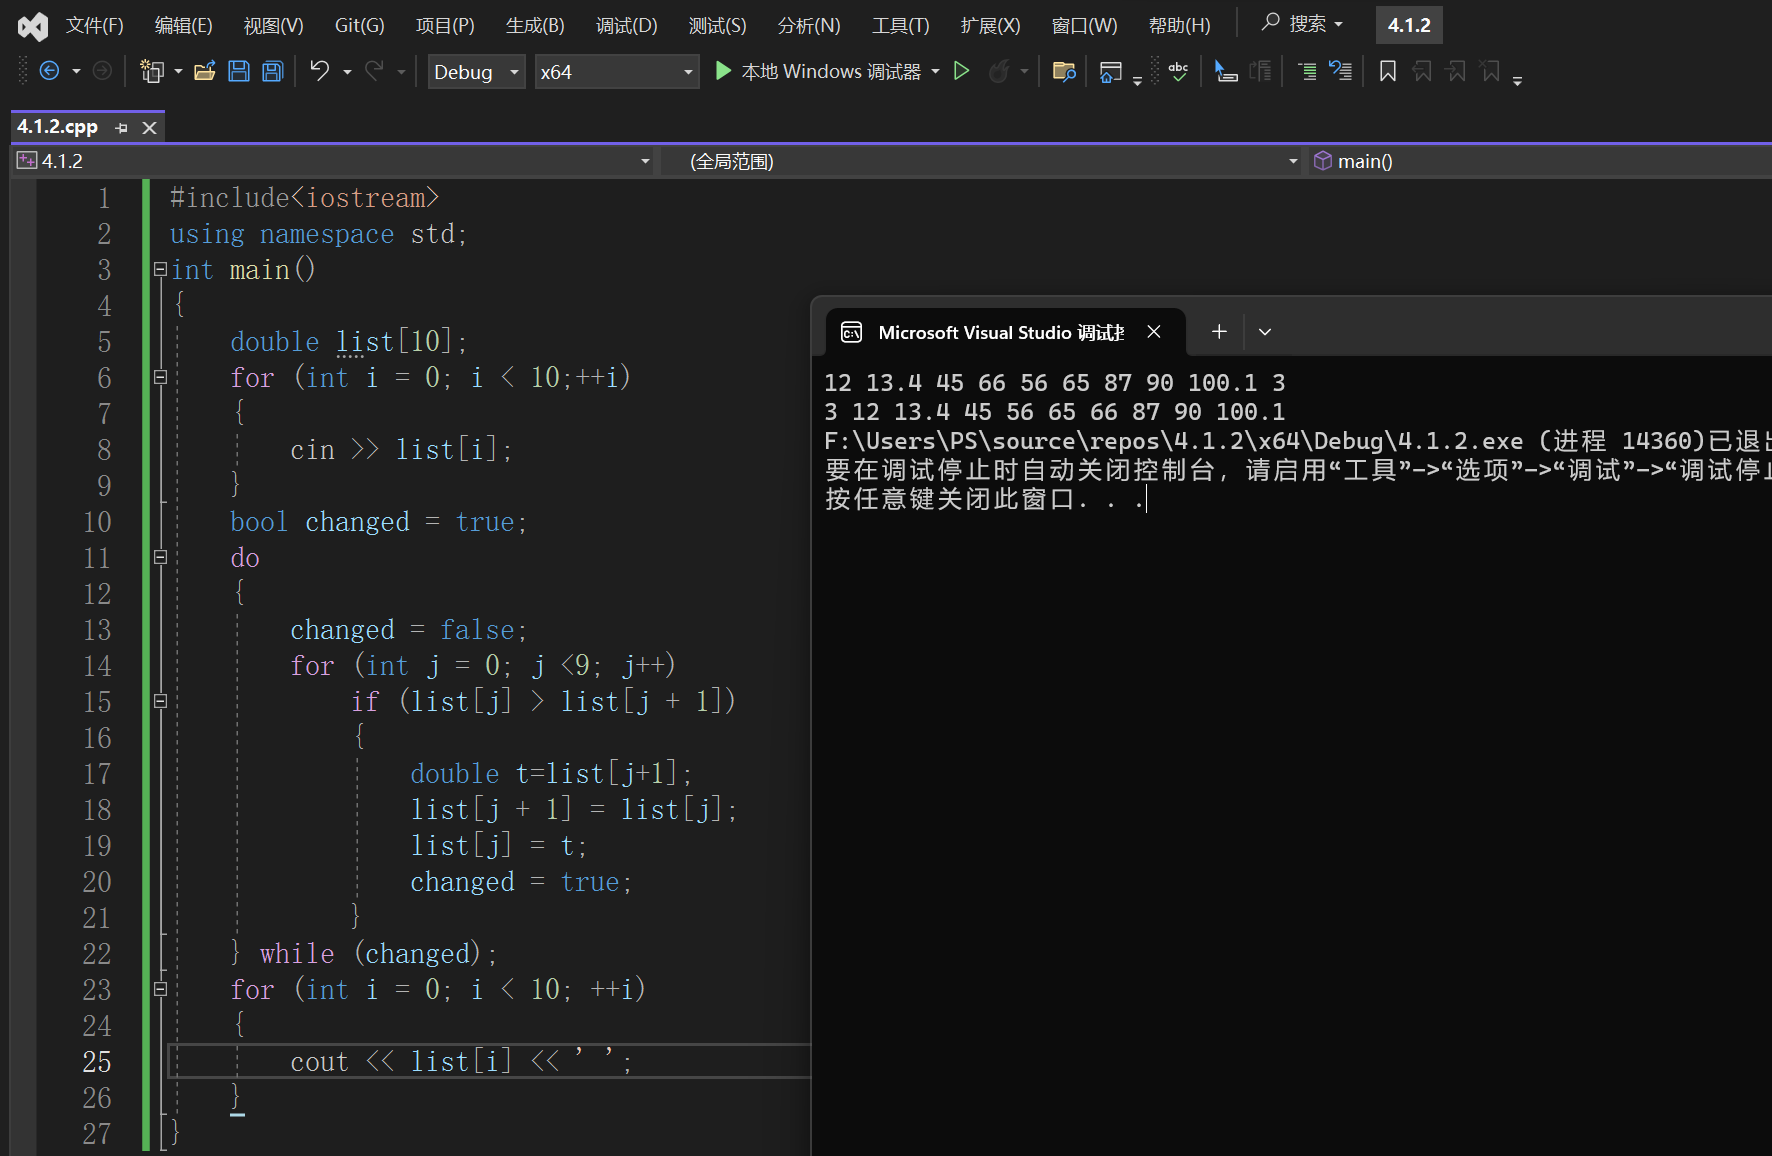 文件(F) 编辑(E) 视图(V) Git(G) 项目(P) 生成(B) 调试(D) 测试(S) 分析(N) 工具(T) 扩展(X) 窗口(W) 帮助(H) 搜索 4.1.2
Debug x64 本地 Windows 调试器
4.1.2.cpp
4.1.2 (全局范围) main()
1 #include<iostream>
2 using namespace std;
3 int main()
4 {
5 double list[10];
6 for (int i = 0; i < 10;++i)
7 {
8 cin >> list[i];
9 }
10 bool changed = true;
11 do
12 {
13 changed = false;
14 for (int j = 0; j <9; j++)
15 if (list[j] > list[j + 1])
16 {
17 double t=list[j+1];
18 list[j + 1] = list[j];
19 list[j] = t;
20 changed = true;
21 }
22 } while (changed);
23 for (int i = 0; i < 10; ++i)
24 {
25 cout << list[i] << ' ';
26 }
27 }
Microsoft Visual Studio 调试
12 13.4 45 66 56 65 87 90 100.1 3
3 12 13.4 45 56 65 66 87 90 100.1
F:\Users\PS\source\repos\4.1.2\x64\Debug\4.1.2.exe (进程 14360)已退
要在调试停止时自动关闭控制台，请启用“工具”->“选项”->“调试”->“调试停
按任意键关闭此窗口. . .